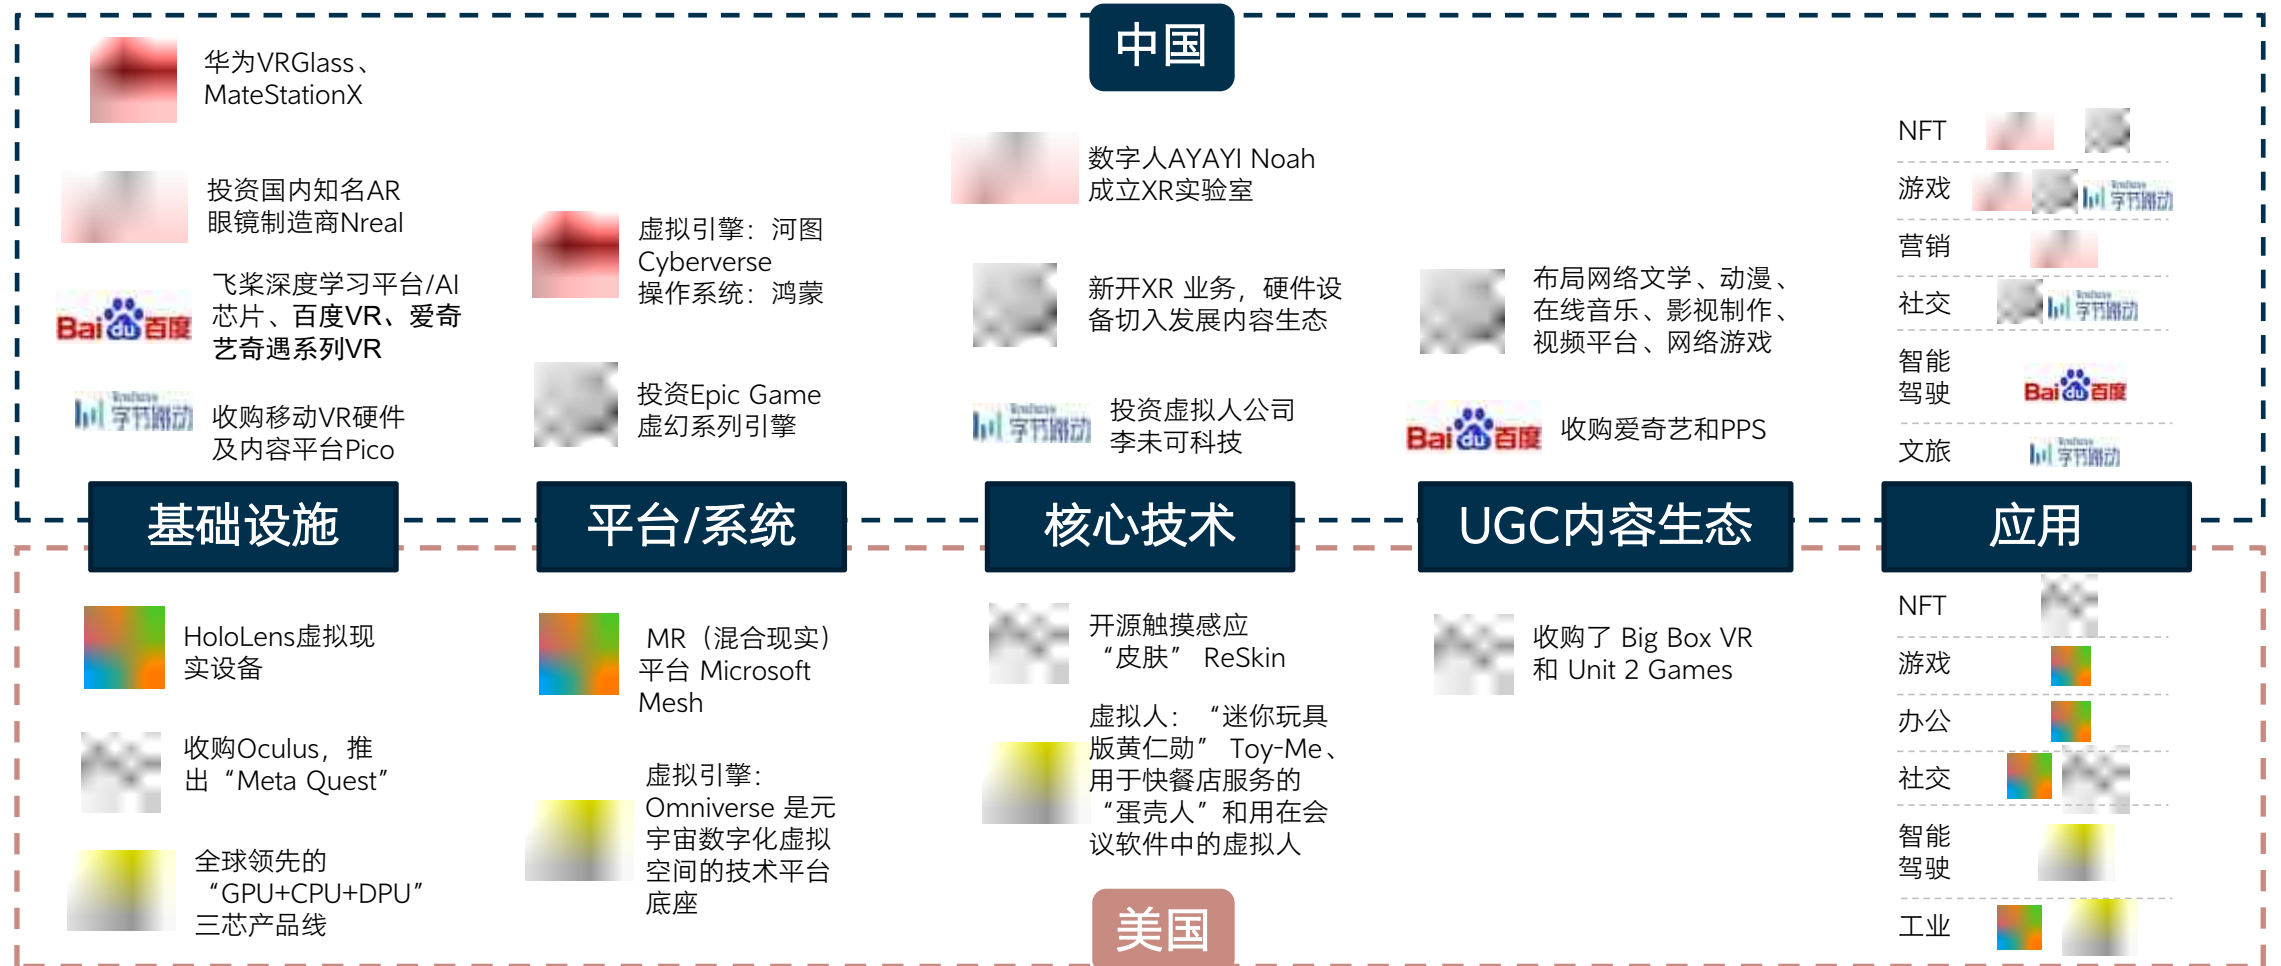 中国
华为VRGlass、
MateStationX
投资国内知名AR
眼镜制造商Nreal
Bai du 百度
飞桨深度学习平台/AI
芯片、百度VR、爱奇
艺奇遇系列VR
字节跳动
收购移动VR硬件
及内容平台Pico
虚拟引擎：河图
Cyberverse
操作系统：鸿蒙
投资Epic Game
虚幻系列引擎
数字人AYAYI Noah
成立XR实验室
新开XR 业务，硬件设
备切入发展内容生态
字节跳动
投资虚拟人公司
李未可科技
布局网络文学、动漫、
在线音乐、影视制作、
视频平台、网络游戏
Bai du 百度
收购爱奇艺和PPS
NFT
游戏
字节跳动
营销
社交
字节跳动
智能
驾驶
Bai du 百度
文旅
字节跳动
基础设施
平台/系统
核心技术
UGC内容生态
应用
HoloLens虚拟现
实设备
收购Oculus，推
出“Meta Quest”
全球领先的
“GPU+CPU+DPU”
三芯产品线
MR（混合现实）
平台 Microsoft
Mesh
虚拟引擎：
Omniverse 是元
宇宙数字化虚拟
空间的技术平台
底座
开源触摸感应
“皮肤” ReSkin
虚拟人：“迷你玩具
版黄仁勋” Toy-Me、
用于快餐店服务的
“蛋壳人”和用在会
议软件中的虚拟人
收购了 Big Box VR
和 Unit 2 Games
NFT
游戏
办公
社交
智能
驾驶
工业
美国